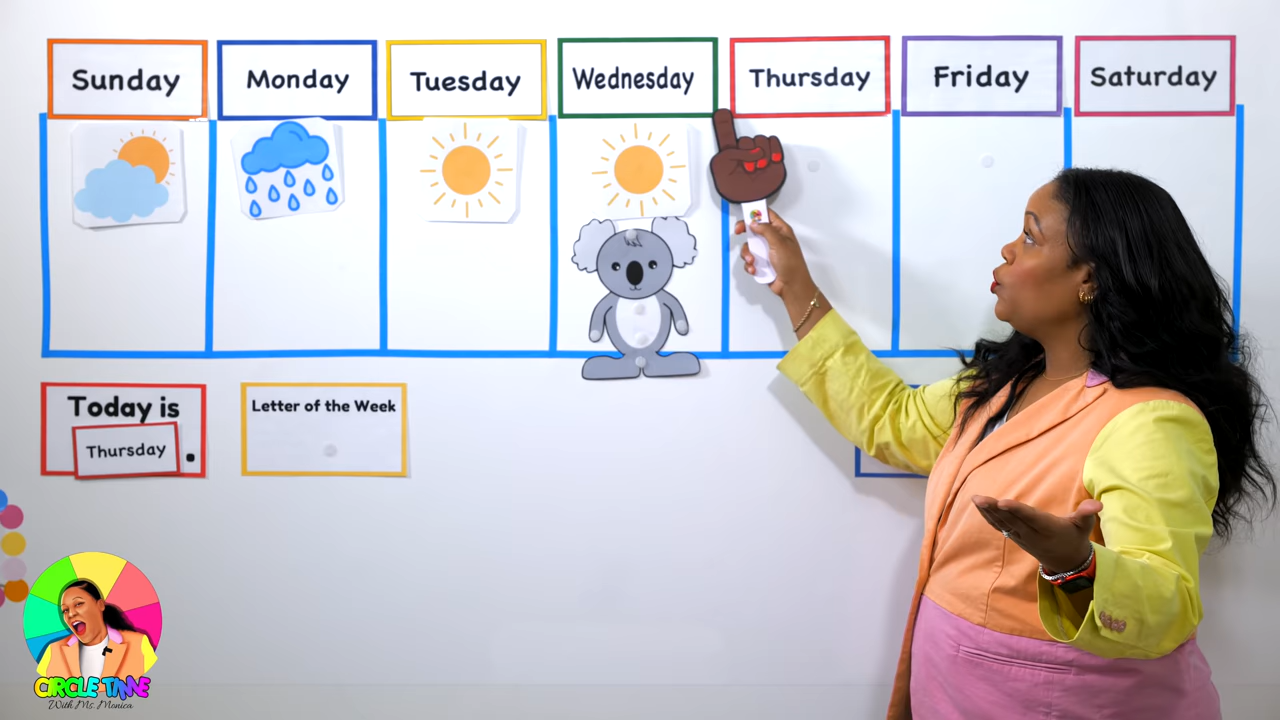 Sunday
Monday
Tuesday
Wednesday
Thursday
Friday
Saturday
Today is
Thursday
.
Letter of the Week
CIRCLE TIME
With Ms. Monica